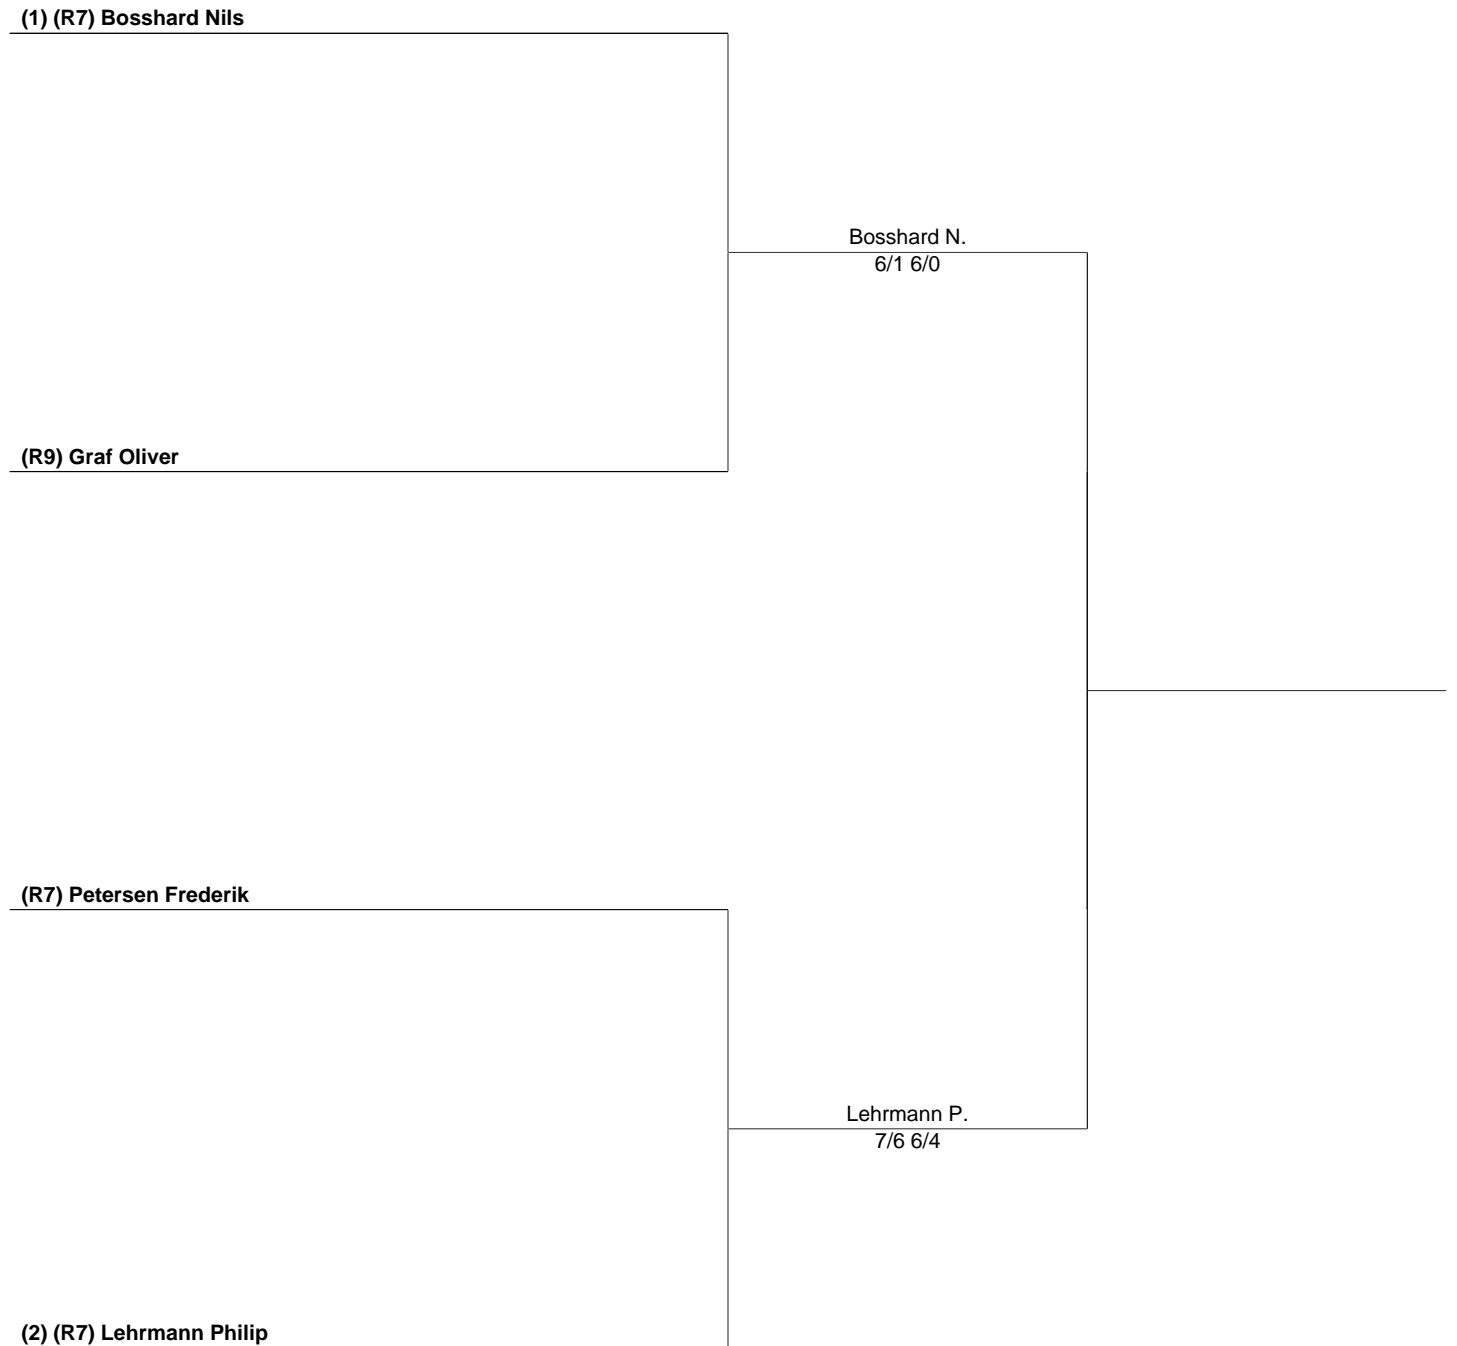 (1) (R7) Bosshard Nils
Bosshard N.
6/1 6/0
(R9) Graf Oliver
(R7) Petersen Frederik
Lehrmann P.
7/6 6/4
(2) (R7) Lehrmann Philip